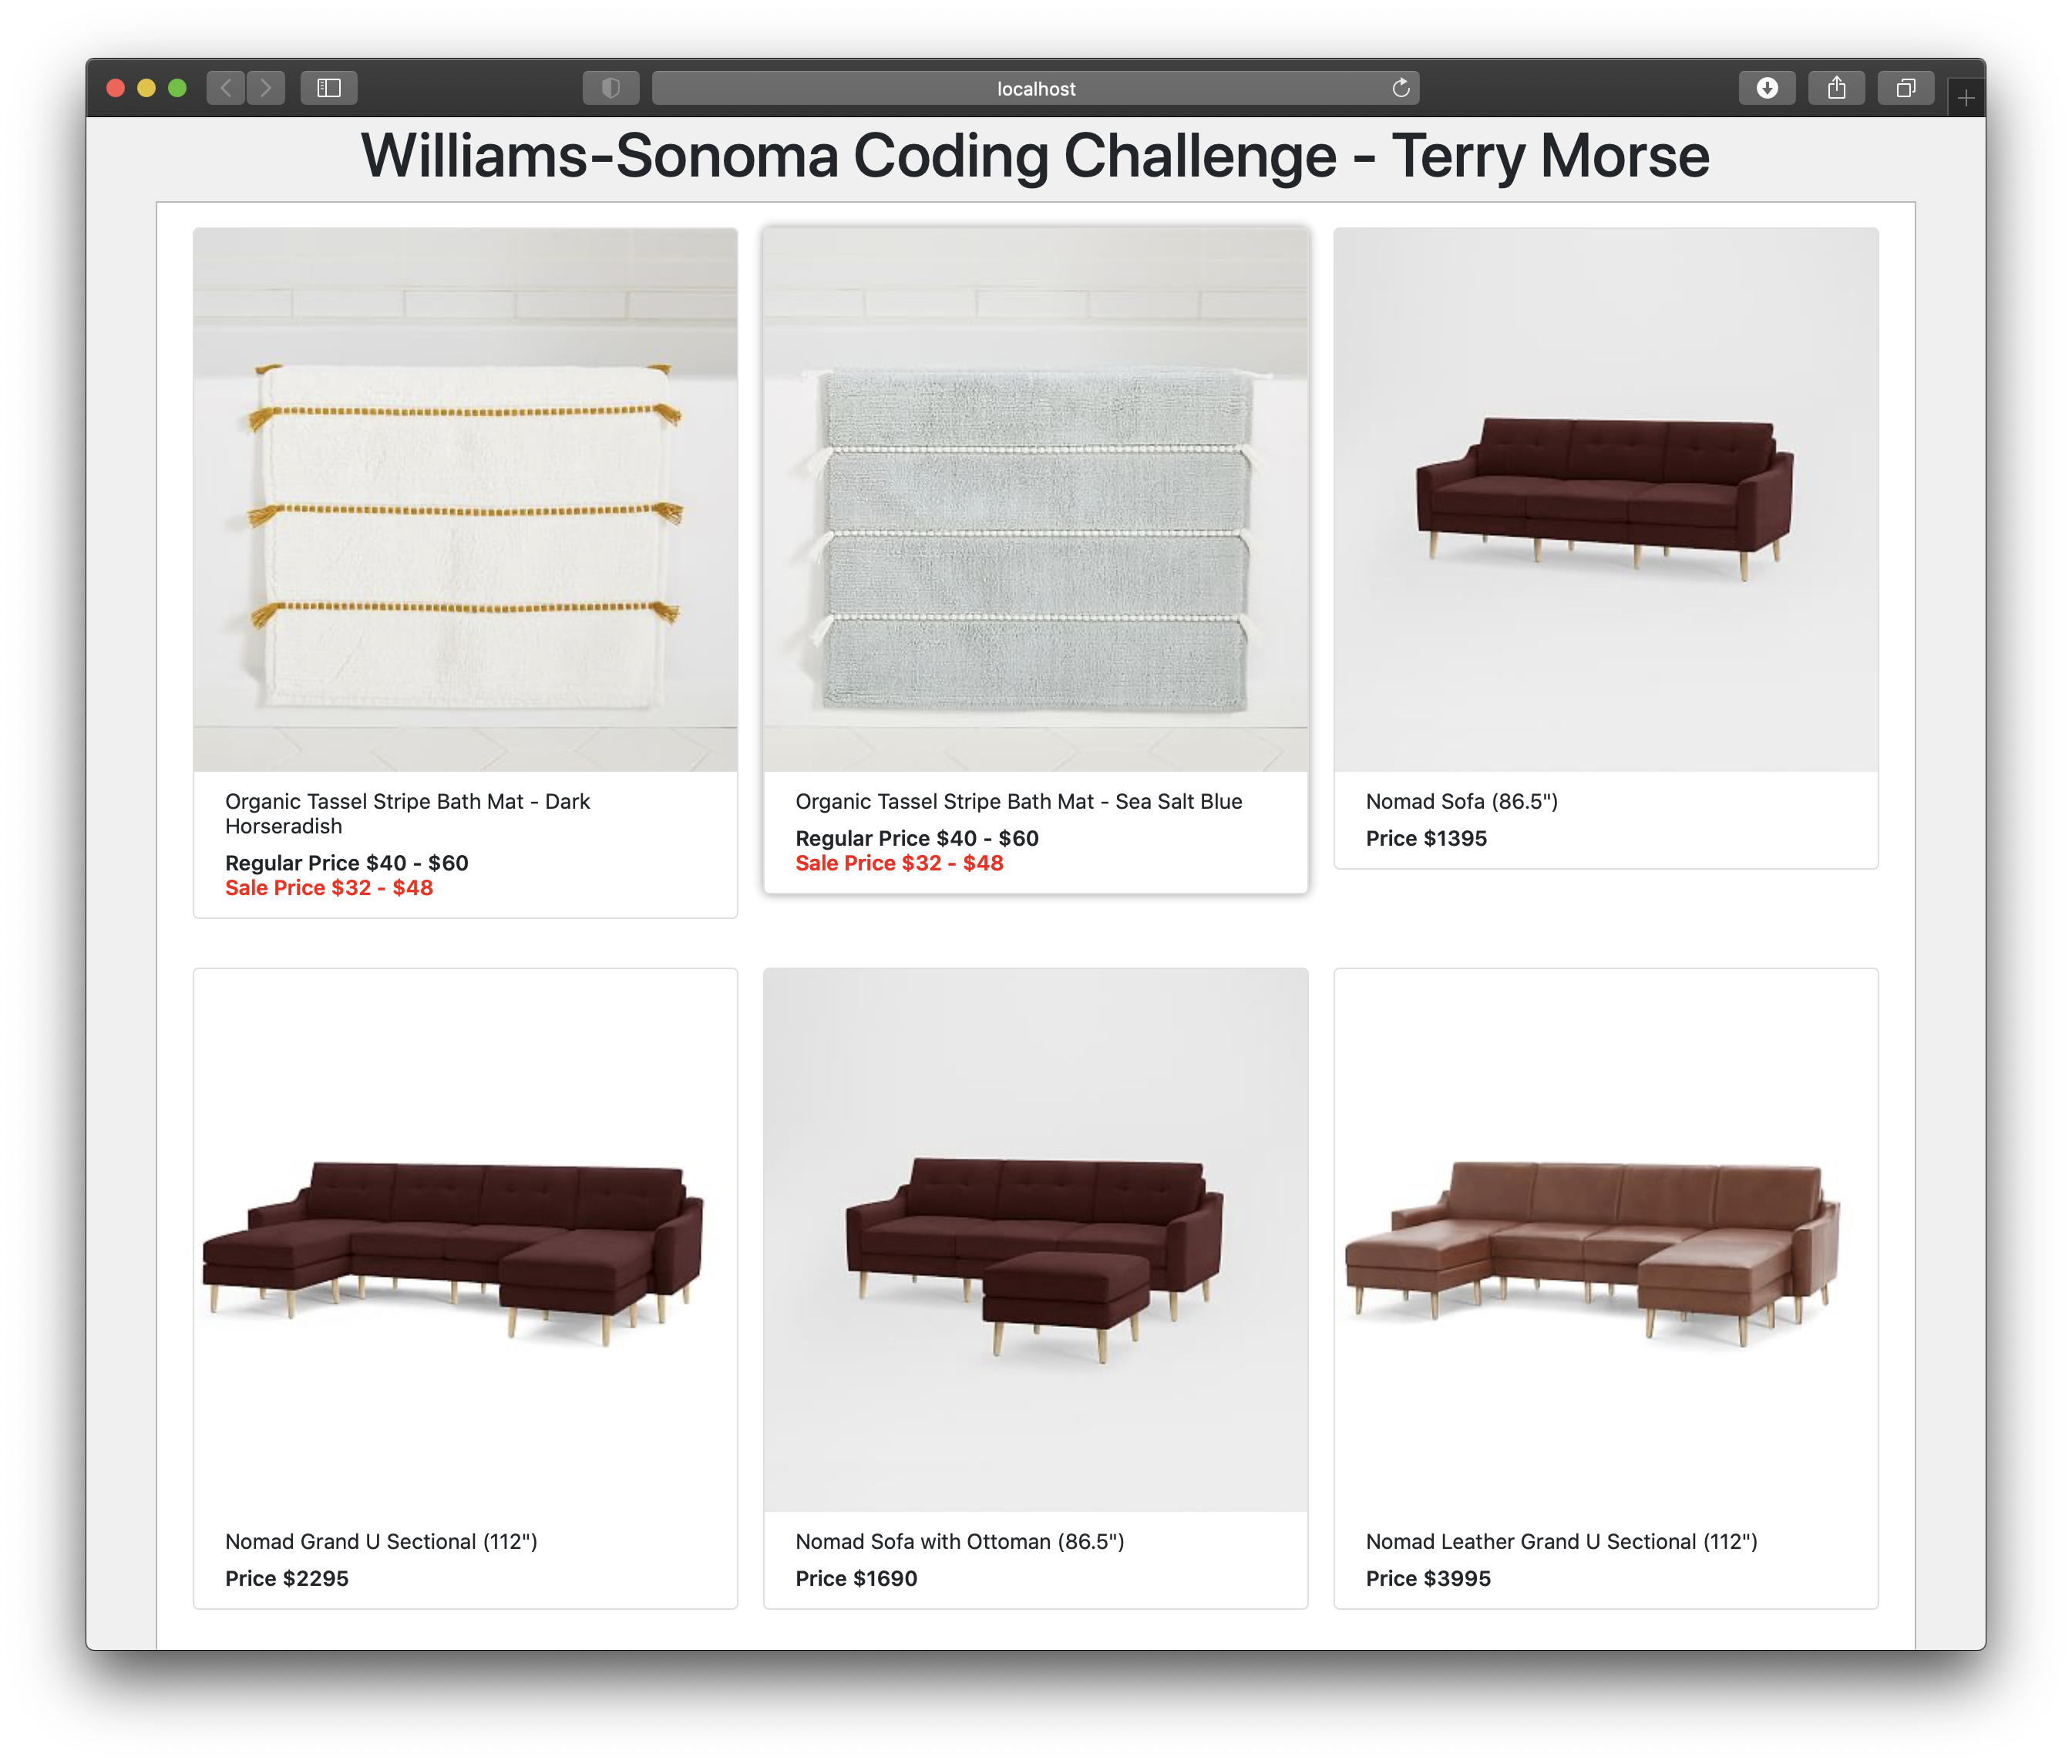 localhost
Williams-Sonoma Coding Challenge - Terry Morse
Organic Tassel Stripe Bath Mat - Dark
Horseradish
Regular Price $40 - $60
Sale Price $32 - $48
Organic Tassel Stripe Bath Mat - Sea Salt Blue
Regular Price $40 - $60
Sale Price $32 - $48
Nomad Sofa (86.5")
Price $1395
Nomad Grand U Sectional (112")
Price $2295
Nomad Sofa with Ottoman (86.5")
Price $1690
Nomad Leather Grand U Sectional (112")
Price $3995